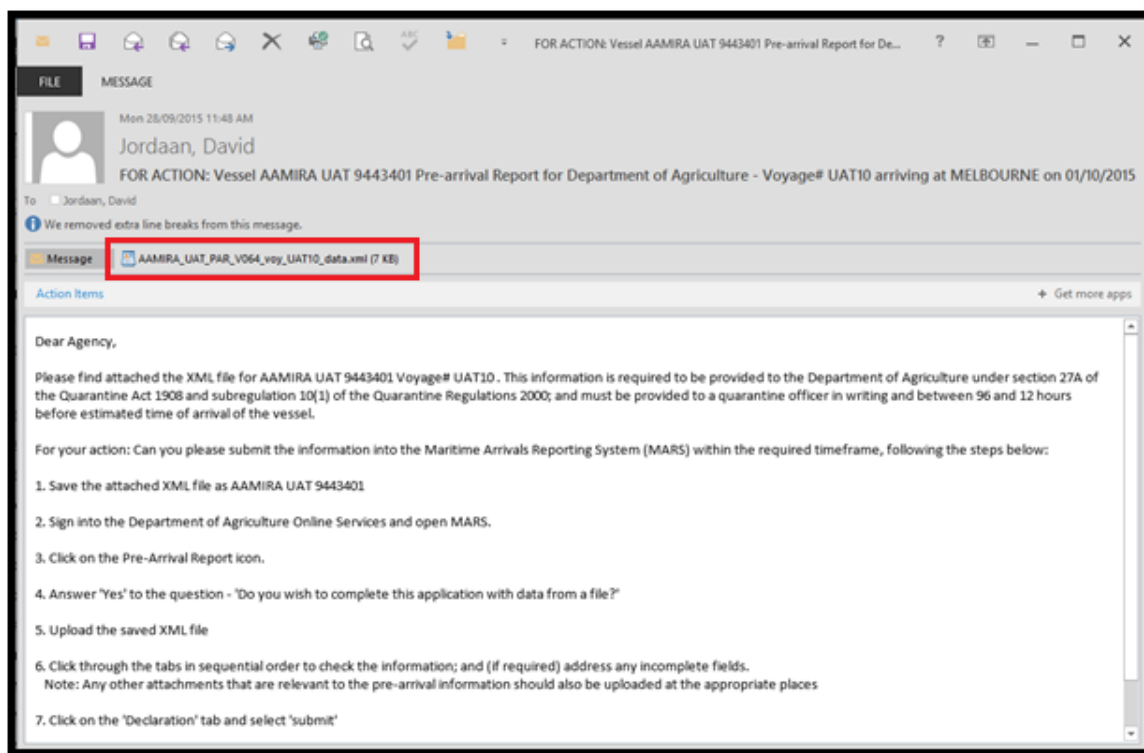 FOR ACTION: Vessel AAMIRA UAT 9443401 Pre-arrival Report for De...
FILE MESSAGE
Mon 28/09/2015 11:48 AM
Jordaan, David
FOR ACTION: Vessel AAMIRA UAT 9443401 Pre-arrival Report for Department of Agriculture - Voyage# UAT10 arriving at MELBOURNE on 01/10/2015
To Jordaan, David
We removed extra line breaks from this message.
Message AAMIRA_UAT_PAR_V064_voy_UAT10_data.xml (7 KB)
Action Items + Get more apps
Dear Agency,
Please find attached the XML file for AAMIRA UAT 9443401 Voyage# UAT10 . This information is required to be provided to the Department of Agriculture under section 27A of
the Quarantine Act 1908 and subregulation 10(1) of the Quarantine Regulations 2000; and must be provided to a quarantine officer in writing and between 96 and 12 hours
before estimated time of arrival of the vessel.
For your action: Can you please submit the information into the Maritime Arrivals Reporting System (MARS) within the required timeframe, following the steps below:
1. Save the attached XML file as AAMIRA UAT 9443401
2. Sign into the Department of Agriculture Online Services and open MARS.
3. Click on the Pre-Arrival Report icon.
4. Answer 'Yes' to the question - 'Do you wish to complete this application with data from a file?'
5. Upload the saved XML file
6. Click through the tabs in sequential order to check the information; and (if required) address any incomplete fields.
Note: Any other attachments that are relevant to the pre-arrival information should also be uploaded at the appropriate places
7. Click on the 'Declaration' tab and select 'submit'